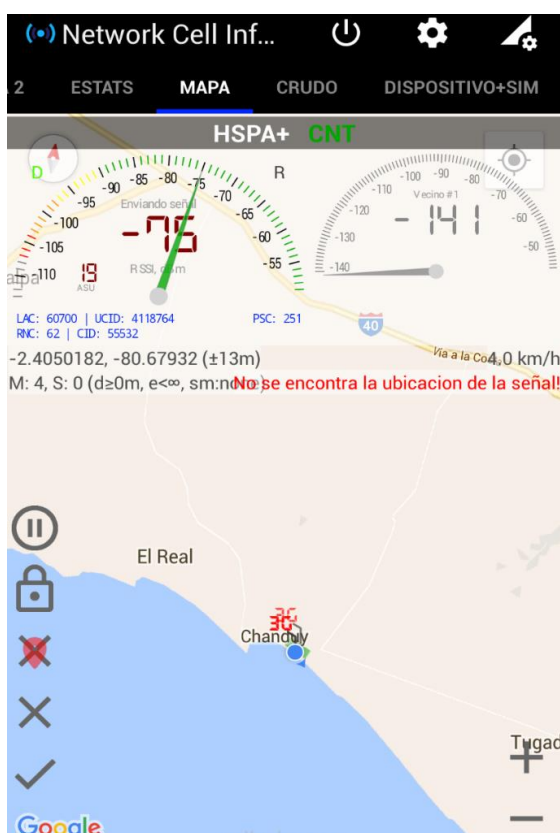 Network Cell Inf...
2 ESTATS MAPA CRUDO DISPOSITIVO+SIM
HSPA+ CNT
D R
-110 -105 -100 -95 -90 -85 -80 -75 -70 -65 -60 -55
Enviando señal
-75
RSSI, dBm
19
ASU
-140 -130 -120 -110 -100 -90 -80 -70 -60 -50
Vecino #1
-141
LAC: 60700 | UCID: 4118764 PSC: 251
RNC: 62 | CID: 55532
40
Via a la Cos
-2.4050182, -80.67932 (±13m) 4,0 km/h
M: 4, S: 0 (d≥0m, e<∞, sm:none) No se encontra la ubicacion de la señal!
El Real
3G
Chanduy
Tugad
Google